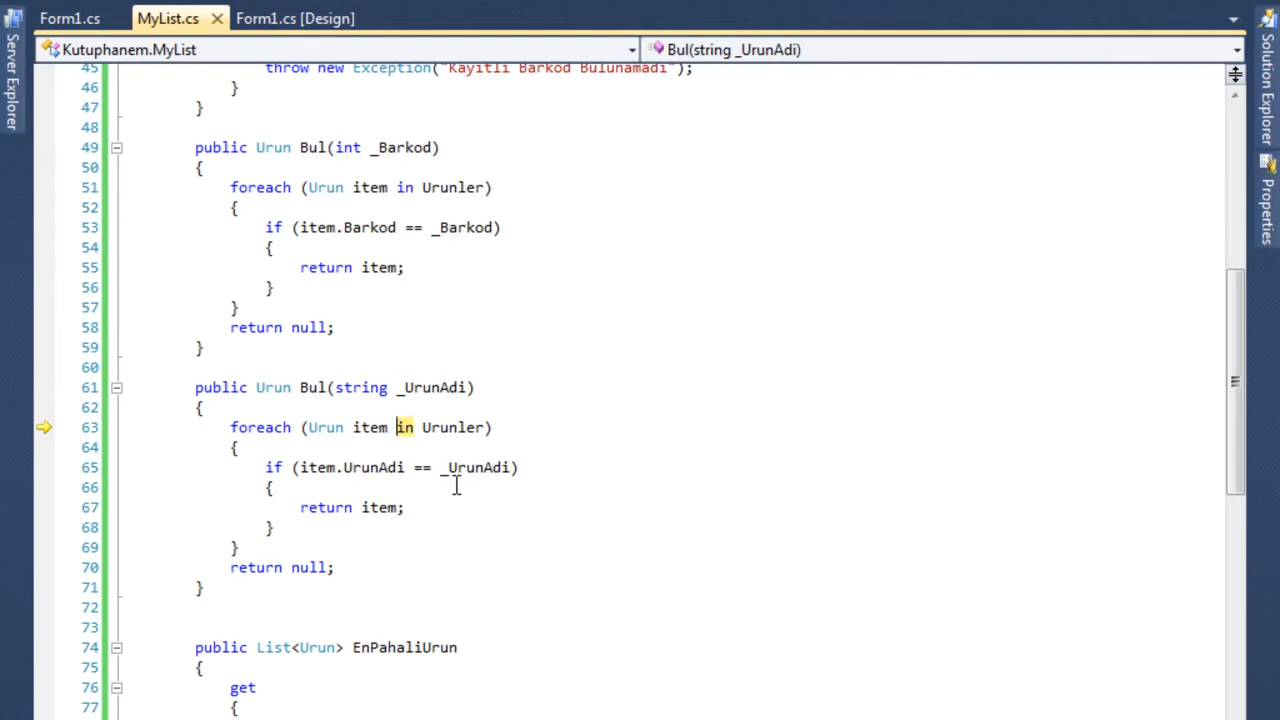 Form1.cs MyList.cs Form1.cs [Design]
Kutuphanem.MyList Bul(string _UrunAdi)
Server Explorer
Solution Explorer
Properties
45 throw new Exception("Kayitli Barkod Bulunamadi");
46 }
47 }
48
49 public Urun Bul(int _Barkod)
50 {
51 foreach (Urun item in Urunler)
52 {
53 if (item.Barkod == _Barkod)
54 {
55 return item;
56 }
57 }
58 return null;
59 }
60
61 public Urun Bul(string _UrunAdi)
62 {
63 foreach (Urun item in Urunler)
64 {
65 if (item.UrunAdi == _UrunAdi)
66 {
67 return item;
68 }
69 }
70 return null;
71 }
72
73
74 public List<Urun> EnPahaliUrun
75 {
76 get
77 {